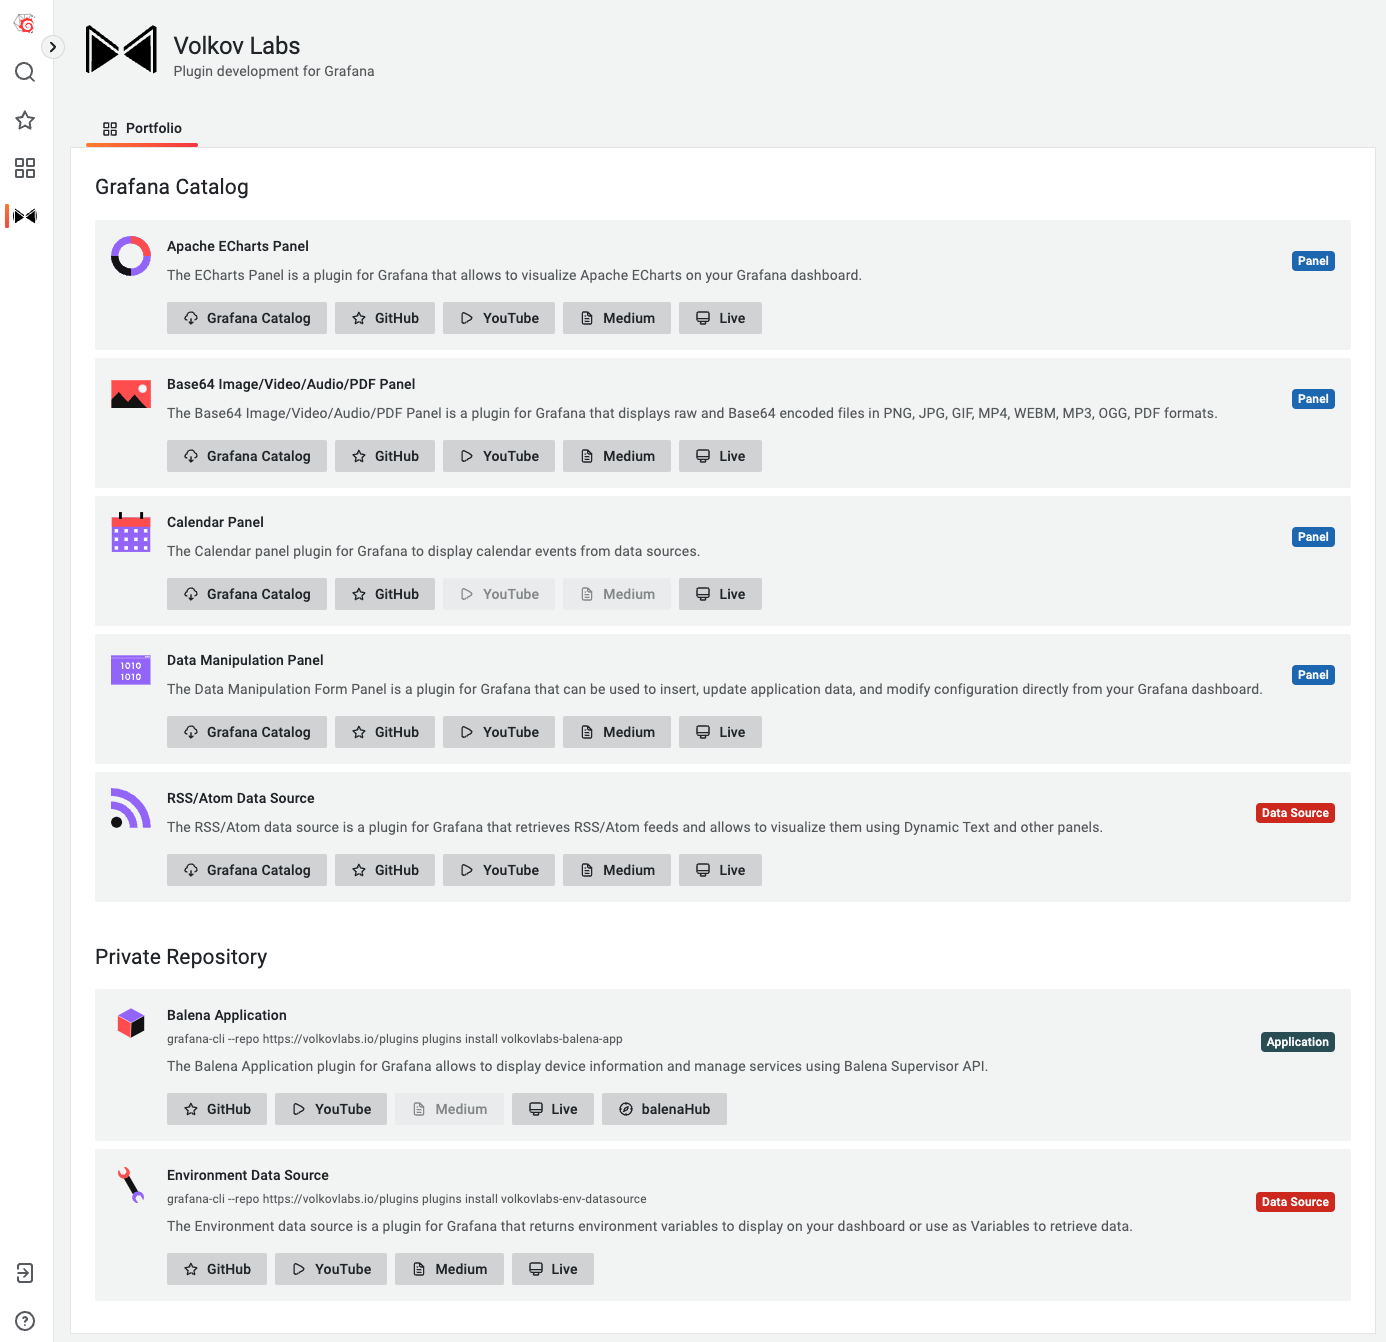 Volkov Labs
Plugin development for Grafana
Portfolio
Grafana Catalog
Apache ECharts Panel
The ECharts Panel is a plugin for Grafana that allows to visualize Apache ECharts on your Grafana dashboard.
Panel
Grafana Catalog GitHub YouTube Medium Live
Base64 Image/Video/Audio/PDF Panel
The Base64 Image/Video/Audio/PDF Panel is a plugin for Grafana that displays raw and Base64 encoded files in PNG, JPG, GIF, MP4, WEBM, MP3, OGG, PDF formats.
Panel
Grafana Catalog GitHub YouTube Medium Live
Calendar Panel
The Calendar panel plugin for Grafana to display calendar events from data sources.
Panel
Grafana Catalog GitHub YouTube Medium Live
1010
1010
Data Manipulation Panel
The Data Manipulation Form Panel is a plugin for Grafana that can be used to insert, update application data, and modify configuration directly from your Grafana dashboard.
Panel
Grafana Catalog GitHub YouTube Medium Live
RSS/Atom Data Source
The RSS/Atom data source is a plugin for Grafana that retrieves RSS/Atom feeds and allows to visualize them using Dynamic Text and other panels.
Data Source
Grafana Catalog GitHub YouTube Medium Live
Private Repository
Balena Application
grafana-cli --repo https://volkovlabs.io/plugins plugins install volkovlabs-balena-app
The Balena Application plugin for Grafana allows to display device information and manage services using Balena Supervisor API.
Application
GitHub YouTube Medium Live balenaHub
Environment Data Source
grafana-cli --repo https://volkovlabs.io/plugins plugins install volkovlabs-env-datasource
The Environment data source is a plugin for Grafana that returns environment variables to display on your dashboard or use as Variables to retrieve data.
Data Source
GitHub YouTube Medium Live